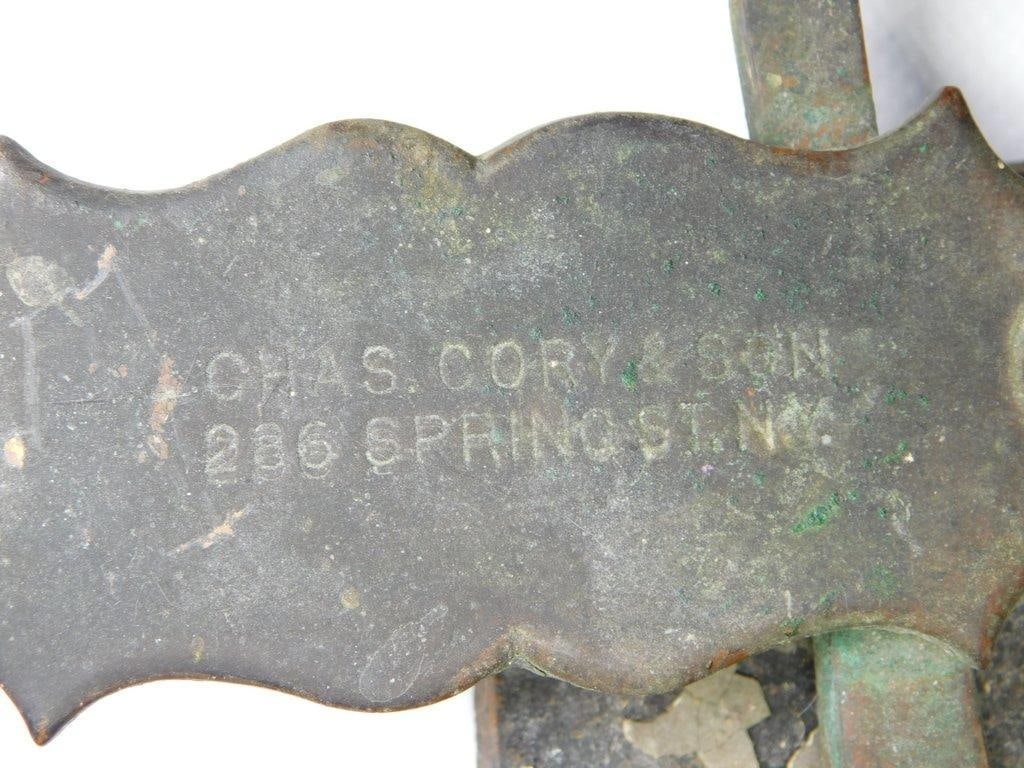 CHAS. CORY & SON
286 SPRING ST. N.Y.